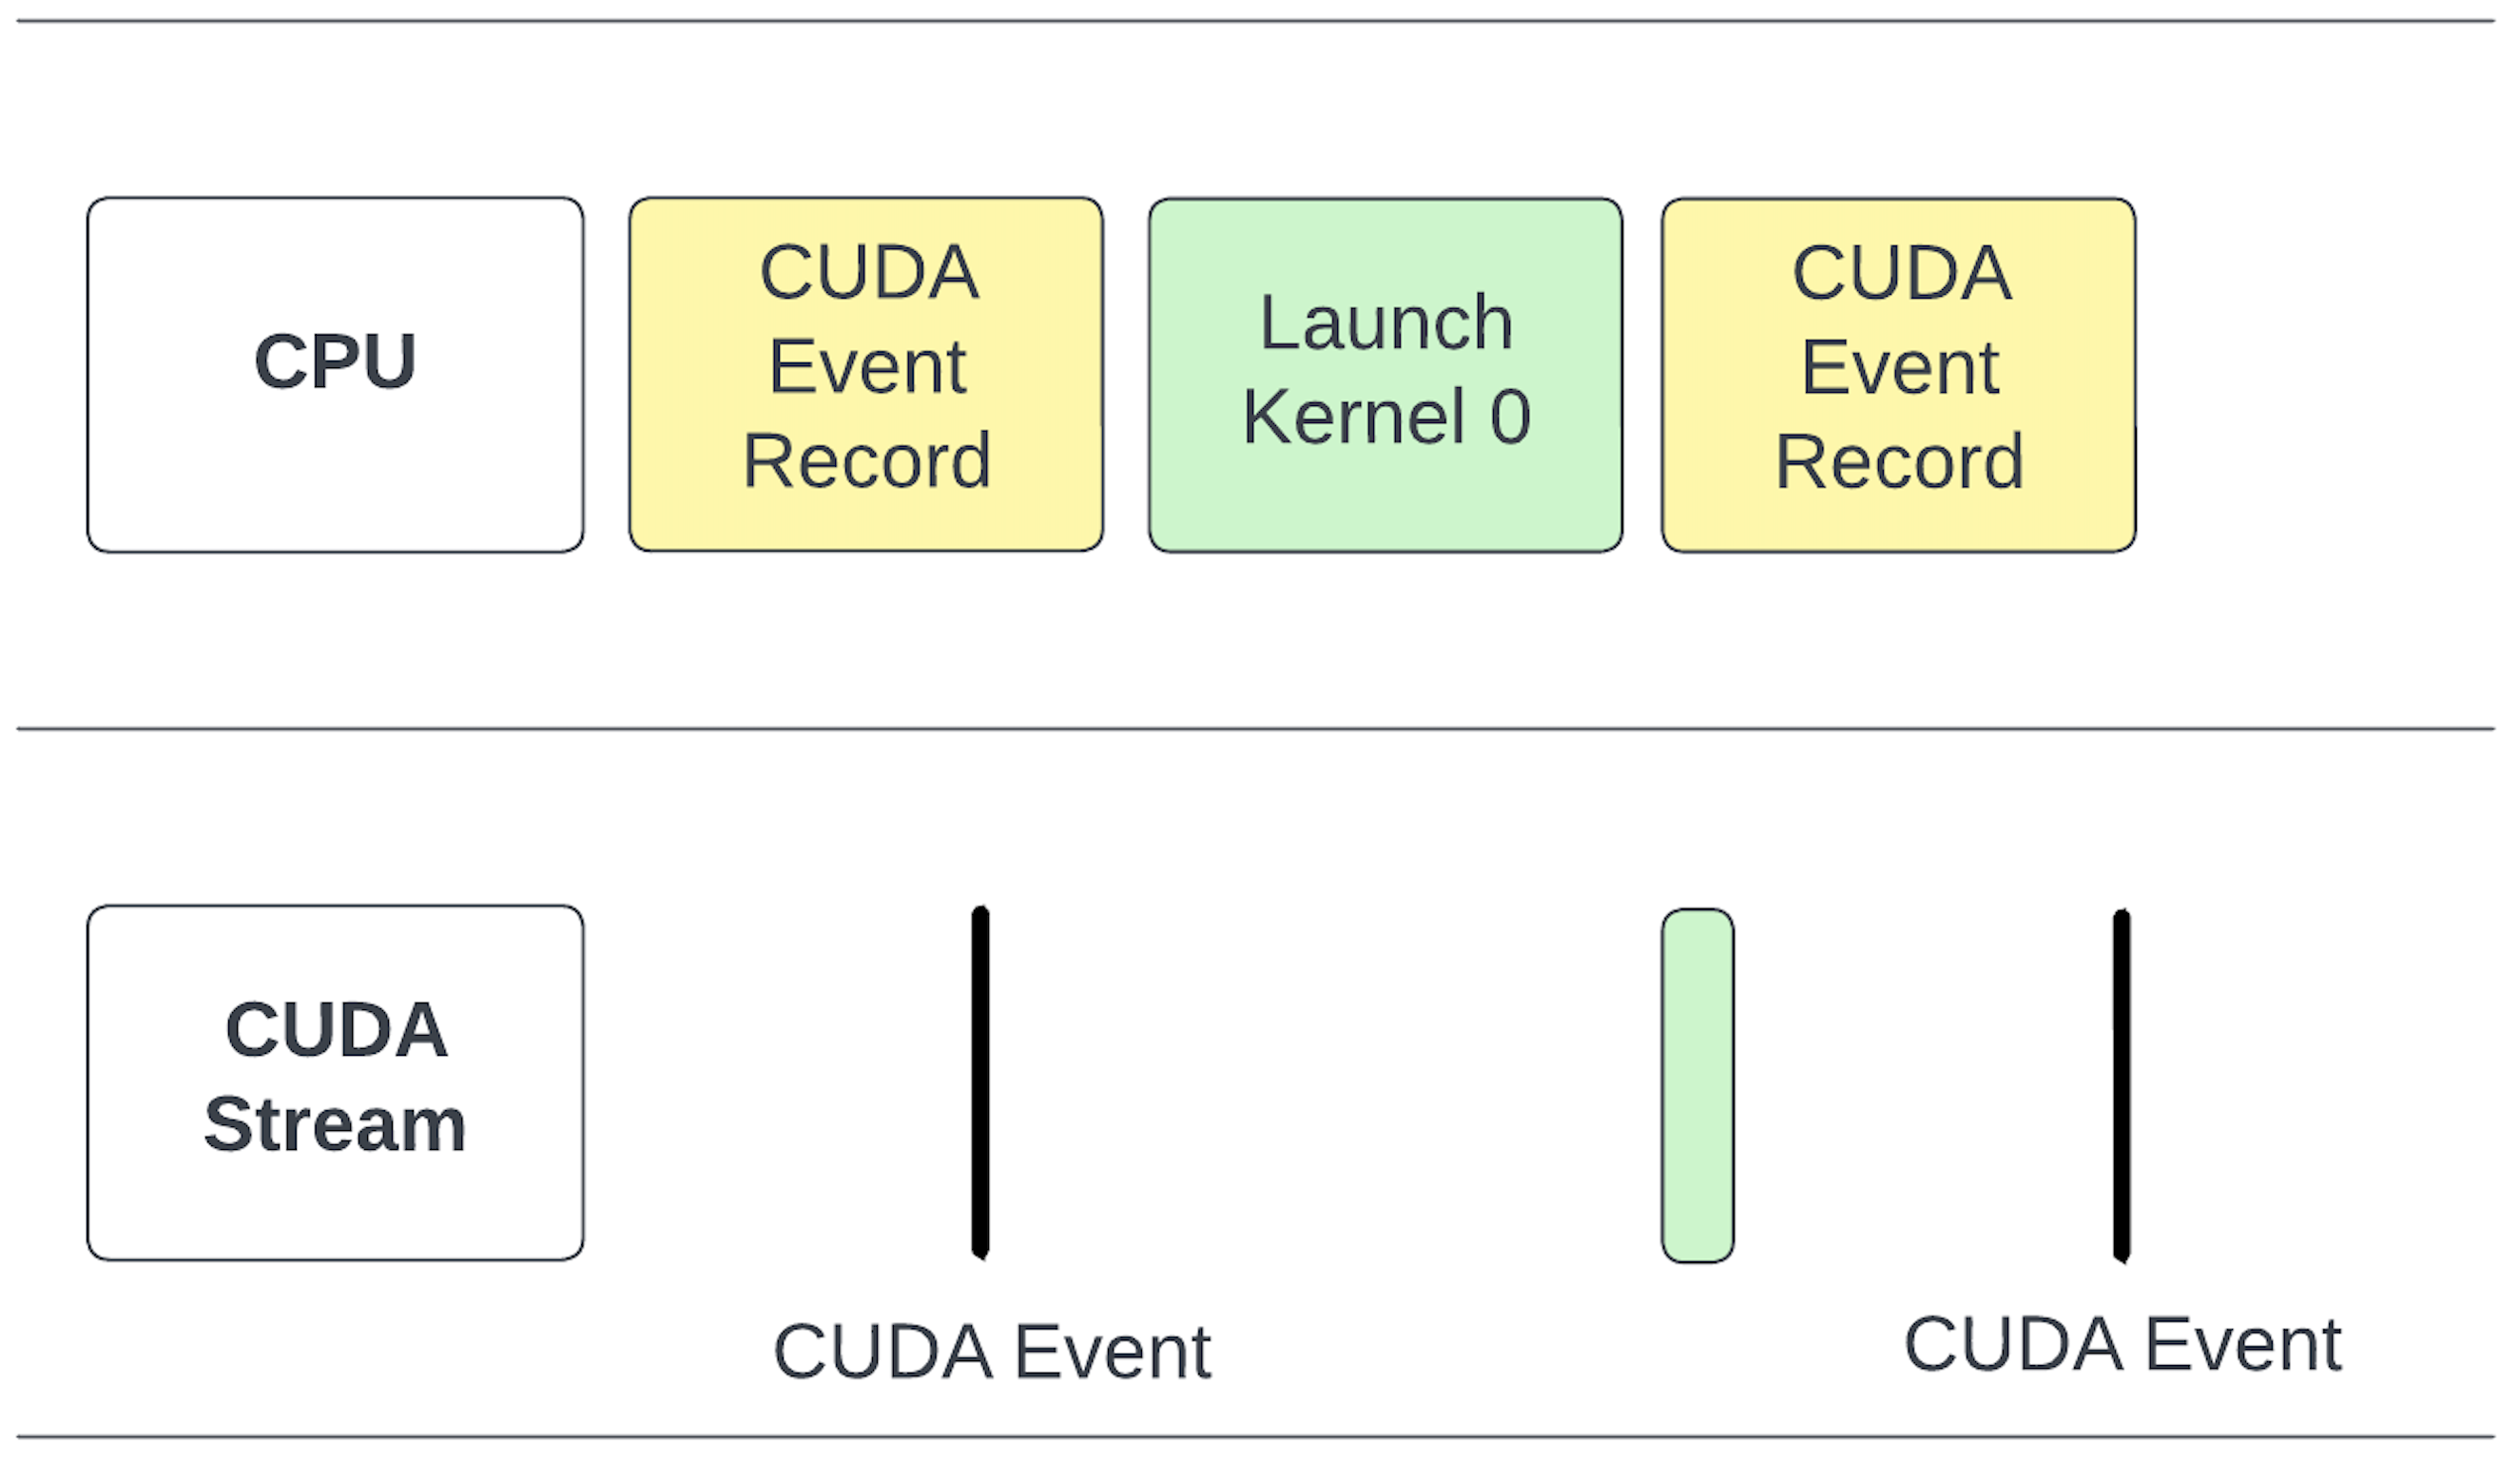 CPU
CUDA
Event
Record
Launch
Kernel 0
CUDA
Event
Record
CUDA
Stream
CUDA Event
CUDA Event